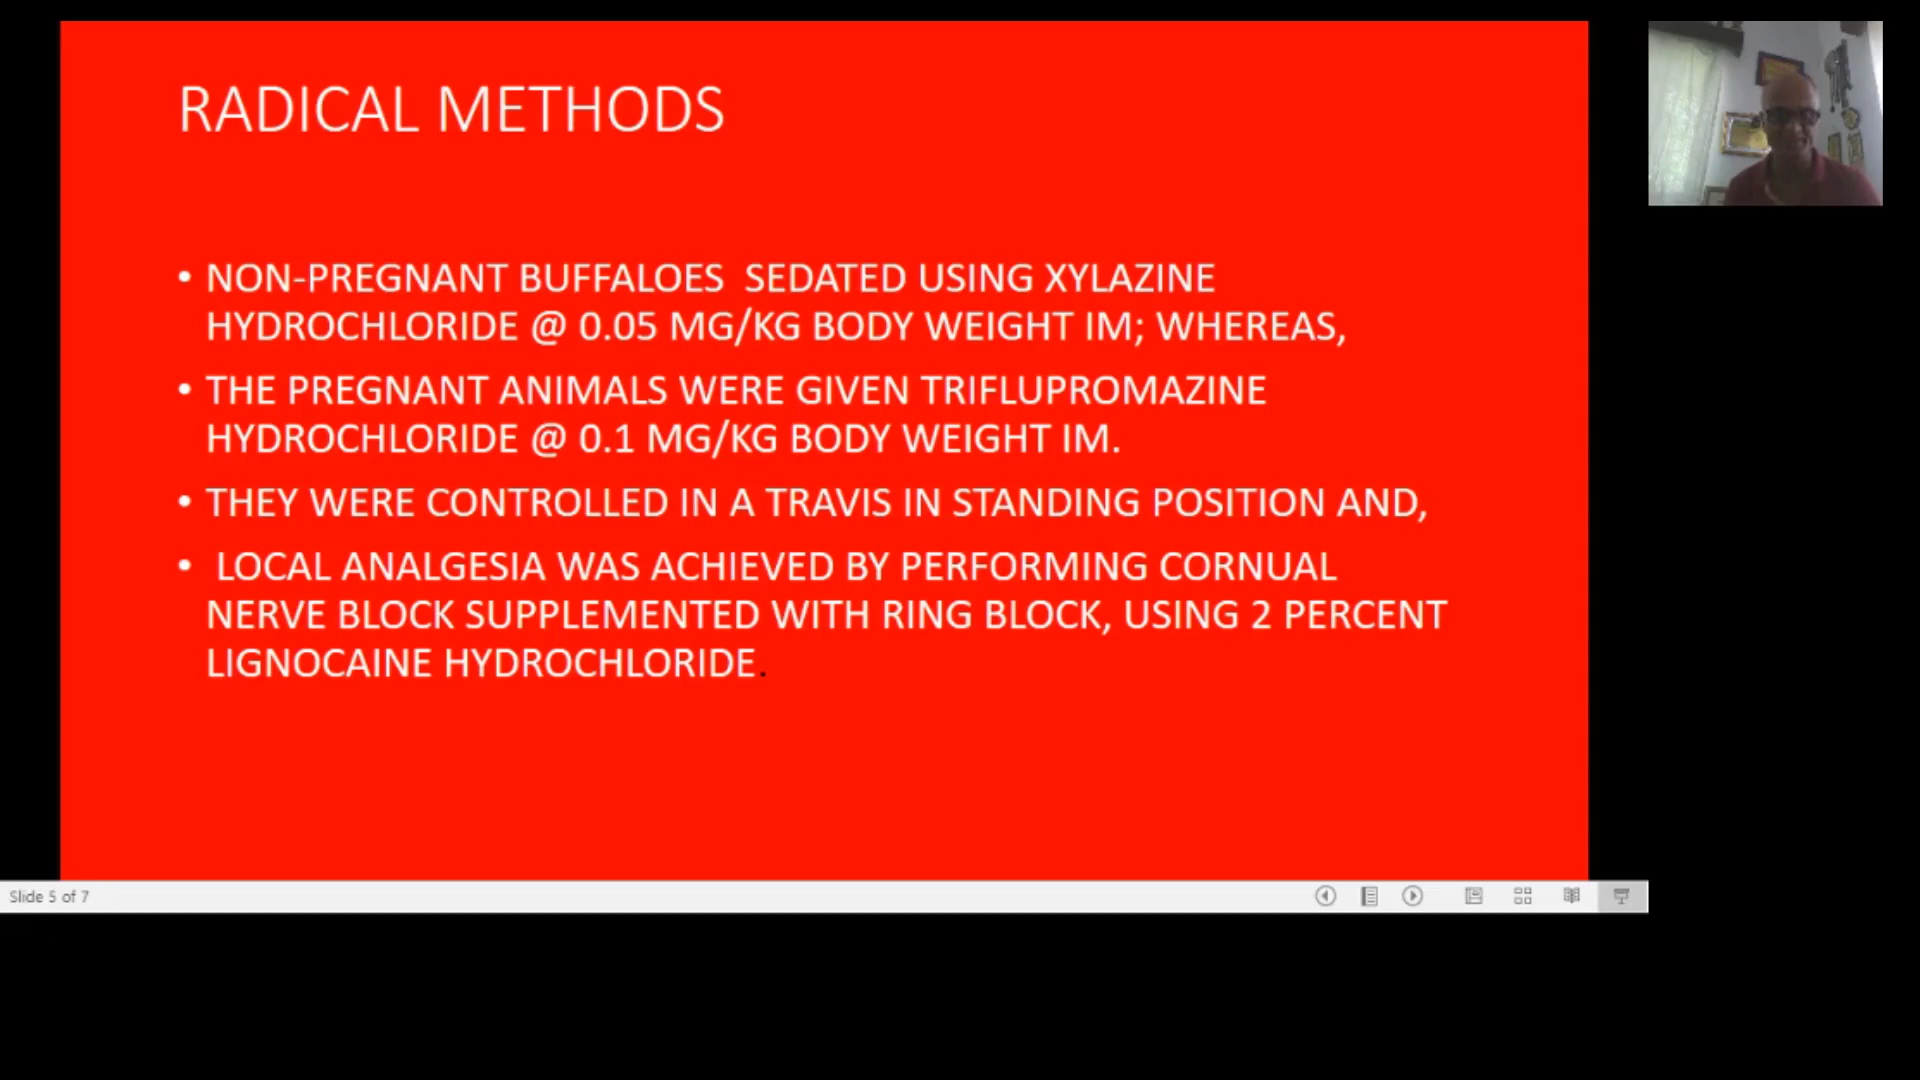 RADICAL METHODS
• NON-PREGNANT BUFFALOES SEDATED USING XYLAZINE
HYDROCHLORIDE @ 0.05 MG/KG BODY WEIGHT IM; WHEREAS,
• THE PREGNANT ANIMALS WERE GIVEN TRIFLUPROMAZINE
HYDROCHLORIDE @ 0.1 MG/KG BODY WEIGHT IM.
• THEY WERE CONTROLLED IN A TRAVIS IN STANDING POSITION AND,
• LOCAL ANALGESIA WAS ACHIEVED BY PERFORMING CORNUAL
NERVE BLOCK SUPPLEMENTED WITH RING BLOCK, USING 2 PERCENT
LIGNOCAINE HYDROCHLORIDE.
Slide 5 of 7